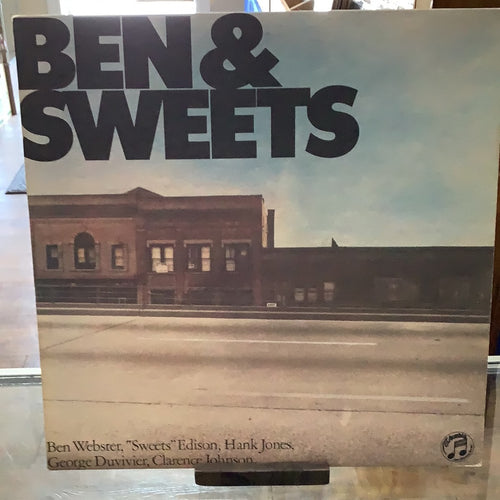 BEN &
SWEETS
Ben Webster, "Sweets" Edison, Hank Jones,
George Duvivier, Clarence Johnson